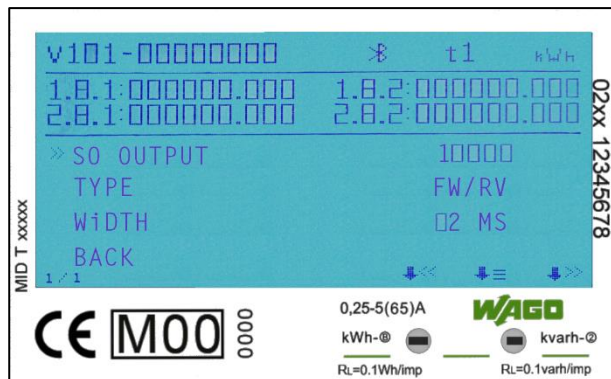 V101-00000000 t1 kWh
1.8.1:000000.000 1.8.2:000000.000
2.8.1:000000.000 2.8.2:000000.000
» SO OUTPUT 10000
TYPE FW/RV
WiDTH 02 MS
BACK
1/1 << ≡ >>
MID T xxxxx
02xx 12345678
CE M00 0000
0,25-5(65)A WAGO
kWh-⑧ kvarh-②
RL=0.1Wh/imp RL=0.1varh/imp